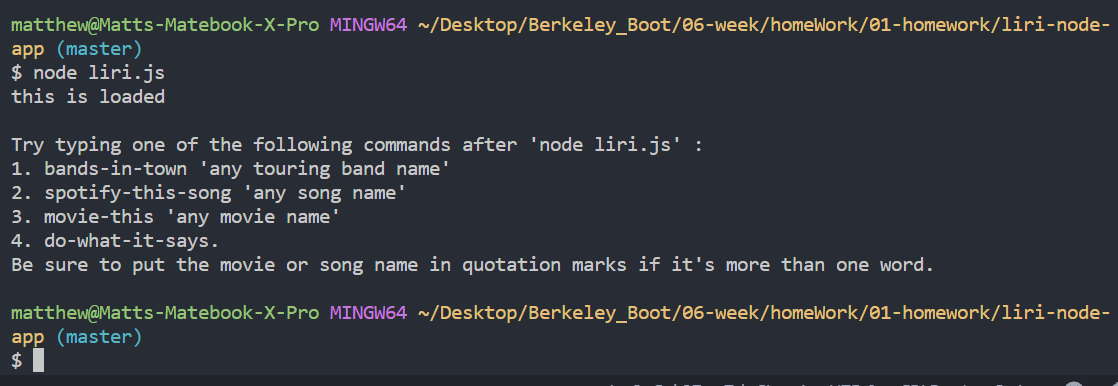 matthew@Matts-Matebook-X-Pro MINGW64 ~/Desktop/Berkeley_Boot/06-week/homeWork/01-homework/liri-node-
app (master)
$ node liri.js
this is loaded
Try typing one of the following commands after 'node liri.js' :
1. bands-in-town 'any touring band name'
2. spotify-this-song 'any song name'
3. movie-this 'any movie name'
4. do-what-it-says.
Be sure to put the movie or song name in quotation marks if it's more than one word.
matthew@Matts-Matebook-X-Pro MINGW64 ~/Desktop/Berkeley_Boot/06-week/homeWork/01-homework/liri-node-
app (master)
$